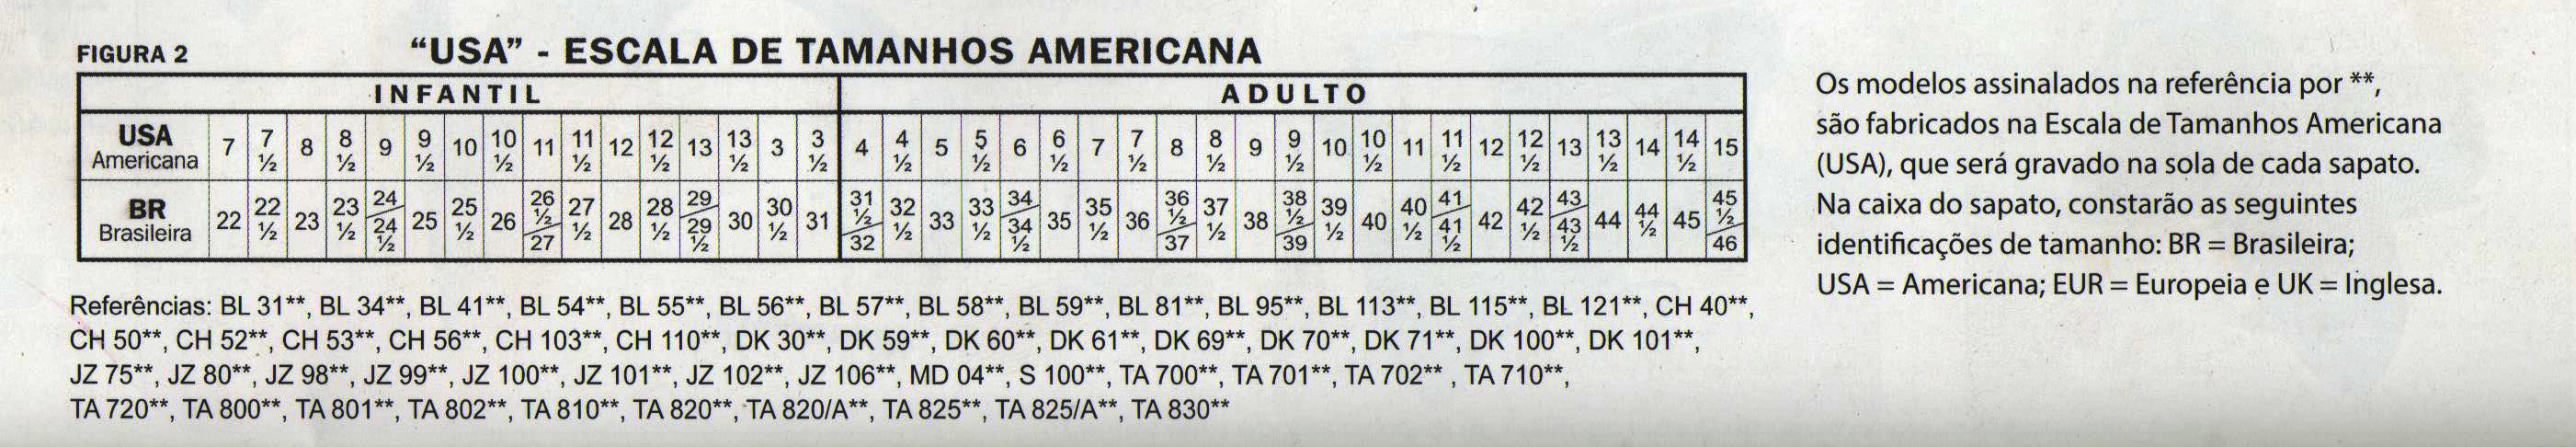 FIGURA 2 "USA" - ESCALA DE TAMANHOS AMERICANA
INFANTIL ADULTO
USA Americana 7 7 ½ 8 8 ½ 9 9 ½ 10 10 ½ 11 11 ½ 12 12 ½ 13 13 ½ 3 3 ½ 4 4 ½ 5 5 ½ 6 6 ½ 7 7 ½ 8 8 ½ 9 9 ½ 10 10 ½ 11 11 ½ 12 12 ½ 13 13 ½ 14 14 ½ 15
BR Brasileira 22 22 ½ 23 23 ½ 24/24 ½ 25 25 ½ 26 26 ½/27 27 ½ 28 28 ½ 29/29 ½ 30 30 ½ 31 31 ½/32 32 ½ 33 33 ½ 34/34 ½ 35 35 ½ 36 36 ½/37 37 ½ 38 38 ½/39 39 ½ 40 40 ½ 41/41 ½ 42 42 ½ 43/43 ½ 44 44 ½ 45 45 ½/46
Referências: BL 31**, BL 34**, BL 41**, BL 54**, BL 55**, BL 56**, BL 57**, BL 58**, BL 59**, BL 81**, BL 95**, BL 113**, BL 115**, BL 121**, CH 40**,
CH 50**, CH 52**, CH 53**, CH 56**, CH 103**, CH 110**, DK 30**, DK 59**, DK 60**, DK 61**, DK 69**, DK 70**, DK 71**, DK 100**, DK 101**,
JZ 75**, JZ 80**, JZ 98**, JZ 99**, JZ 100**, JZ 101**, JZ 102**, JZ 106**, MD 04**, S 100**, TA 700**, TA 701**, TA 702** , TA 710**,
TA 720**, TA 800**, TA 801**, TA 802**, TA 810**, TA 820**, TA 820/A**, TA 825**, TA 825/A**, TA 830**
Os modelos assinalados na referência por **,
são fabricados na Escala de Tamanhos Americana
(USA), que será gravado na sola de cada sapato.
Na caixa do sapato, constarão as seguintes
identificações de tamanho: BR = Brasileira;
USA = Americana; EUR = Europeia e UK = Inglesa.